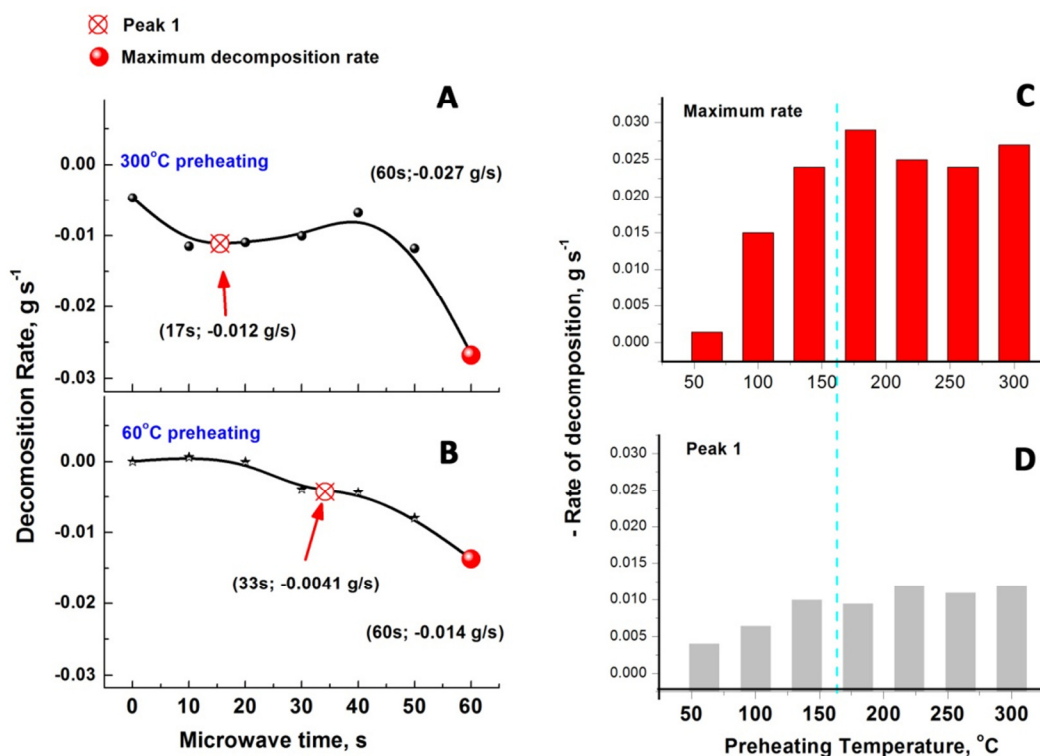 Peak 1
Maximum decomposition rate
A
0.00
-0.01
-0.02
-0.03
300°C preheating
(60s;-0.027 g/s)
(17s; -0.012 g/s)
B
0.00
-0.01
-0.02
-0.03
60°C preheating
(33s; -0.0041 g/s)
(60s; -0.014 g/s)
Decomosition Rate, g s-1
0 10 20 30 40 50 60
Microwave time, s
C
Maximum rate
0.030
0.025
0.020
0.015
0.010
0.005
0.000
50 100 150 200 250 300
D
Peak 1
0.030
0.025
0.020
0.015
0.010
0.005
0.000
- Rate of decomposition, g s-1
50 100 150 200 250 300
Preheating Temperature, °C